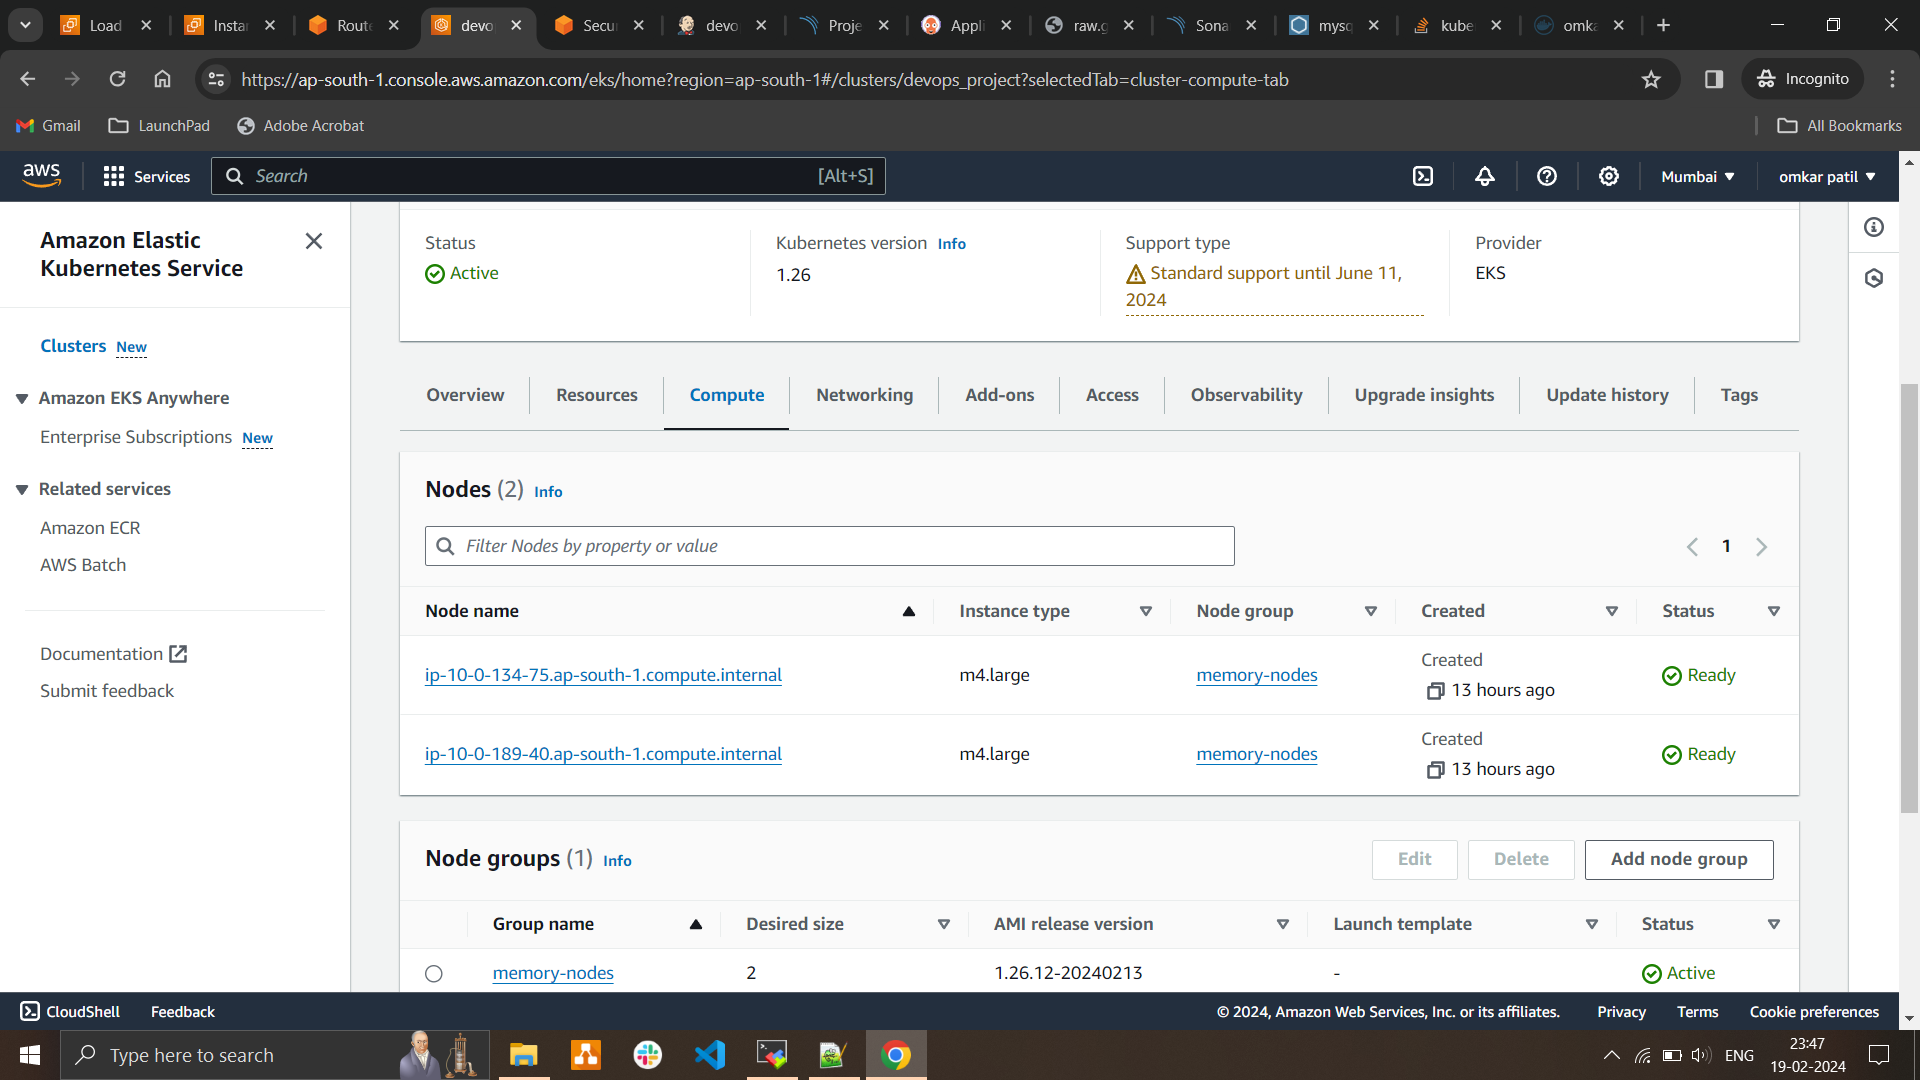 Load
Instar
Route
devo
Secu
devo
Proje
Appli
raw.g
Sona
mysq
kube
omka
https://ap-south-1.console.aws.amazon.com/eks/home?region=ap-south-1#/clusters/devops_project?selectedTab=cluster-compute-tab
Incognito
Gmail
LaunchPad
Adobe Acrobat
All Bookmarks
aws
Services
Search
[Alt+S]
Mumbai
omkar patil
Amazon Elastic
Kubernetes Service
Clusters New
Amazon EKS Anywhere
Enterprise Subscriptions New
Related services
Amazon ECR
AWS Batch
Documentation
Submit feedback
Status
Active
Kubernetes version Info
1.26
Support type
Standard support until June 11,
2024
Provider
EKS
Overview
Resources
Compute
Networking
Add-ons
Access
Observability
Upgrade insights
Update history
Tags
Nodes (2) Info
Filter Nodes by property or value
1
Node name
Instance type
Node group
Created
Status
ip-10-0-134-75.ap-south-1.compute.internal
m4.large
memory-nodes
Created
13 hours ago
Ready
ip-10-0-189-40.ap-south-1.compute.internal
m4.large
memory-nodes
Created
13 hours ago
Ready
Node groups (1) Info
Edit
Delete
Add node group
Group name
Desired size
AMI release version
Launch template
Status
memory-nodes
2
1.26.12-20240213
-
Active
CloudShell
Feedback
© 2024, Amazon Web Services, Inc. or its affiliates.
Privacy
Terms
Cookie preferences
Type here to search
ENG
23:47
19-02-2024